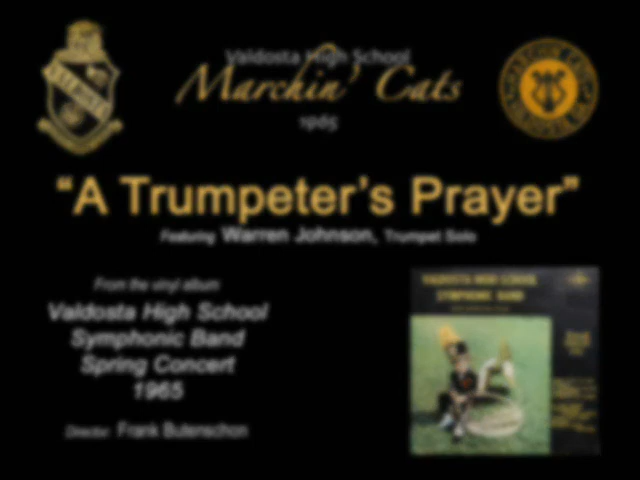 Valdosta High School
Marchin' Cats
1965
"A Trumpeter's Prayer"
Featuring Warren Johnson, Trumpet Solo
From the vinyl album
Valdosta High School
Symphonic Band
Spring Concert
1965
Director: Frank Butenschon
VALDOSTA HIGH SCHOOL
SYMPHONIC BAND